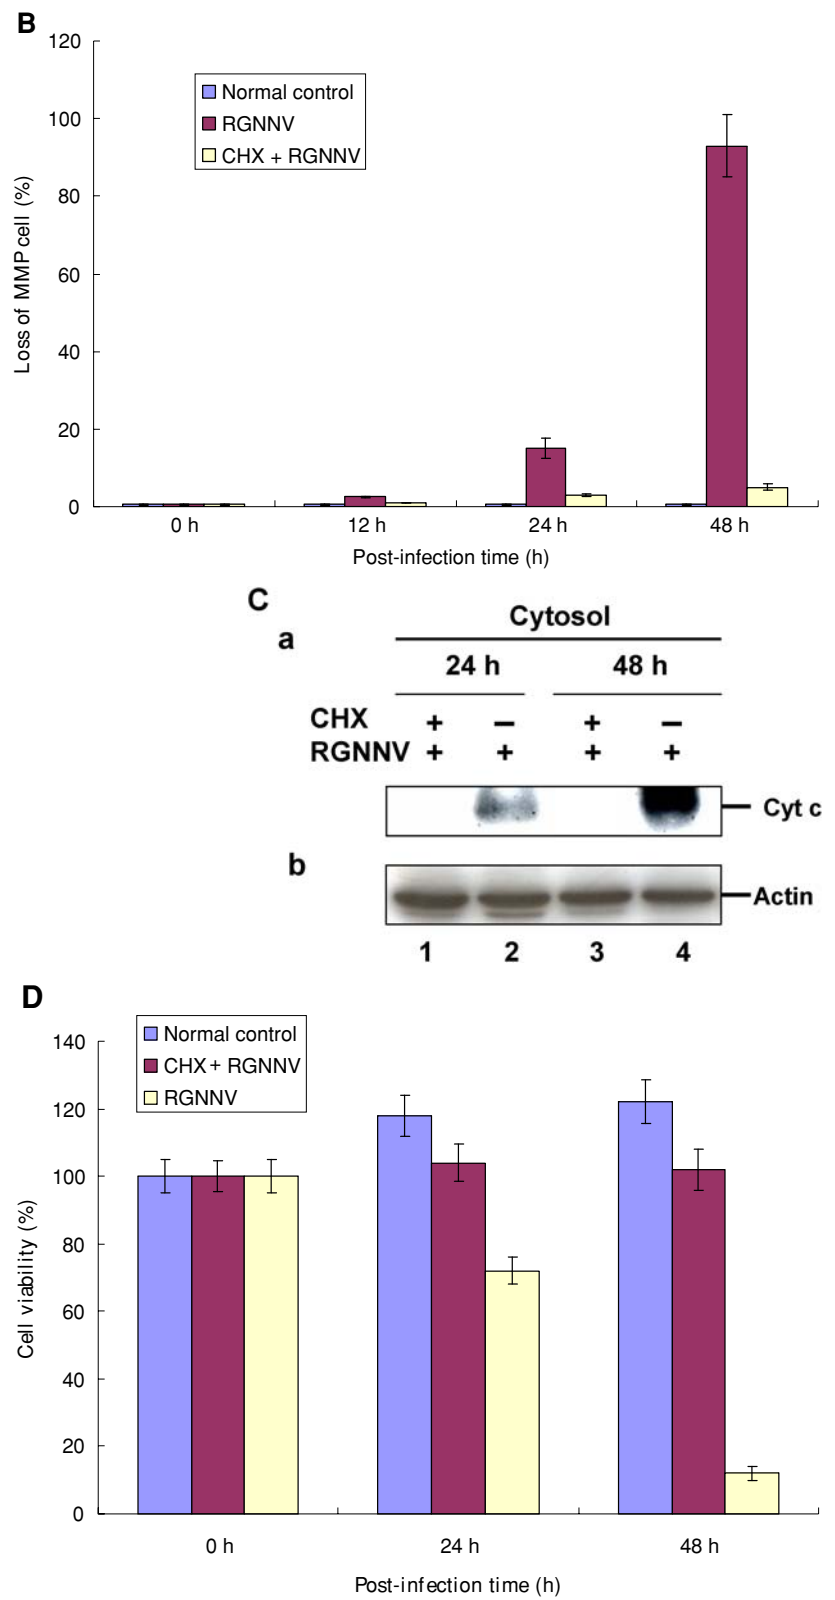 B
120
100
80
60
40
20
0
Loss of MMP cell (%)
Normal control
RGNNV
CHX + RGNNV
0 h 12 h 24 h 48 h
Post-infection time (h)
C
a
Cytosol
24 h 48 h
CHX + − + −
RGNNV + + + +
Cyt c
b
Actin
1 2 3 4
D
140
120
100
80
60
40
20
0
Cell viability (%)
Normal control
CHX + RGNNV
RGNNV
0 h 24 h 48 h
Post-infection time (h)